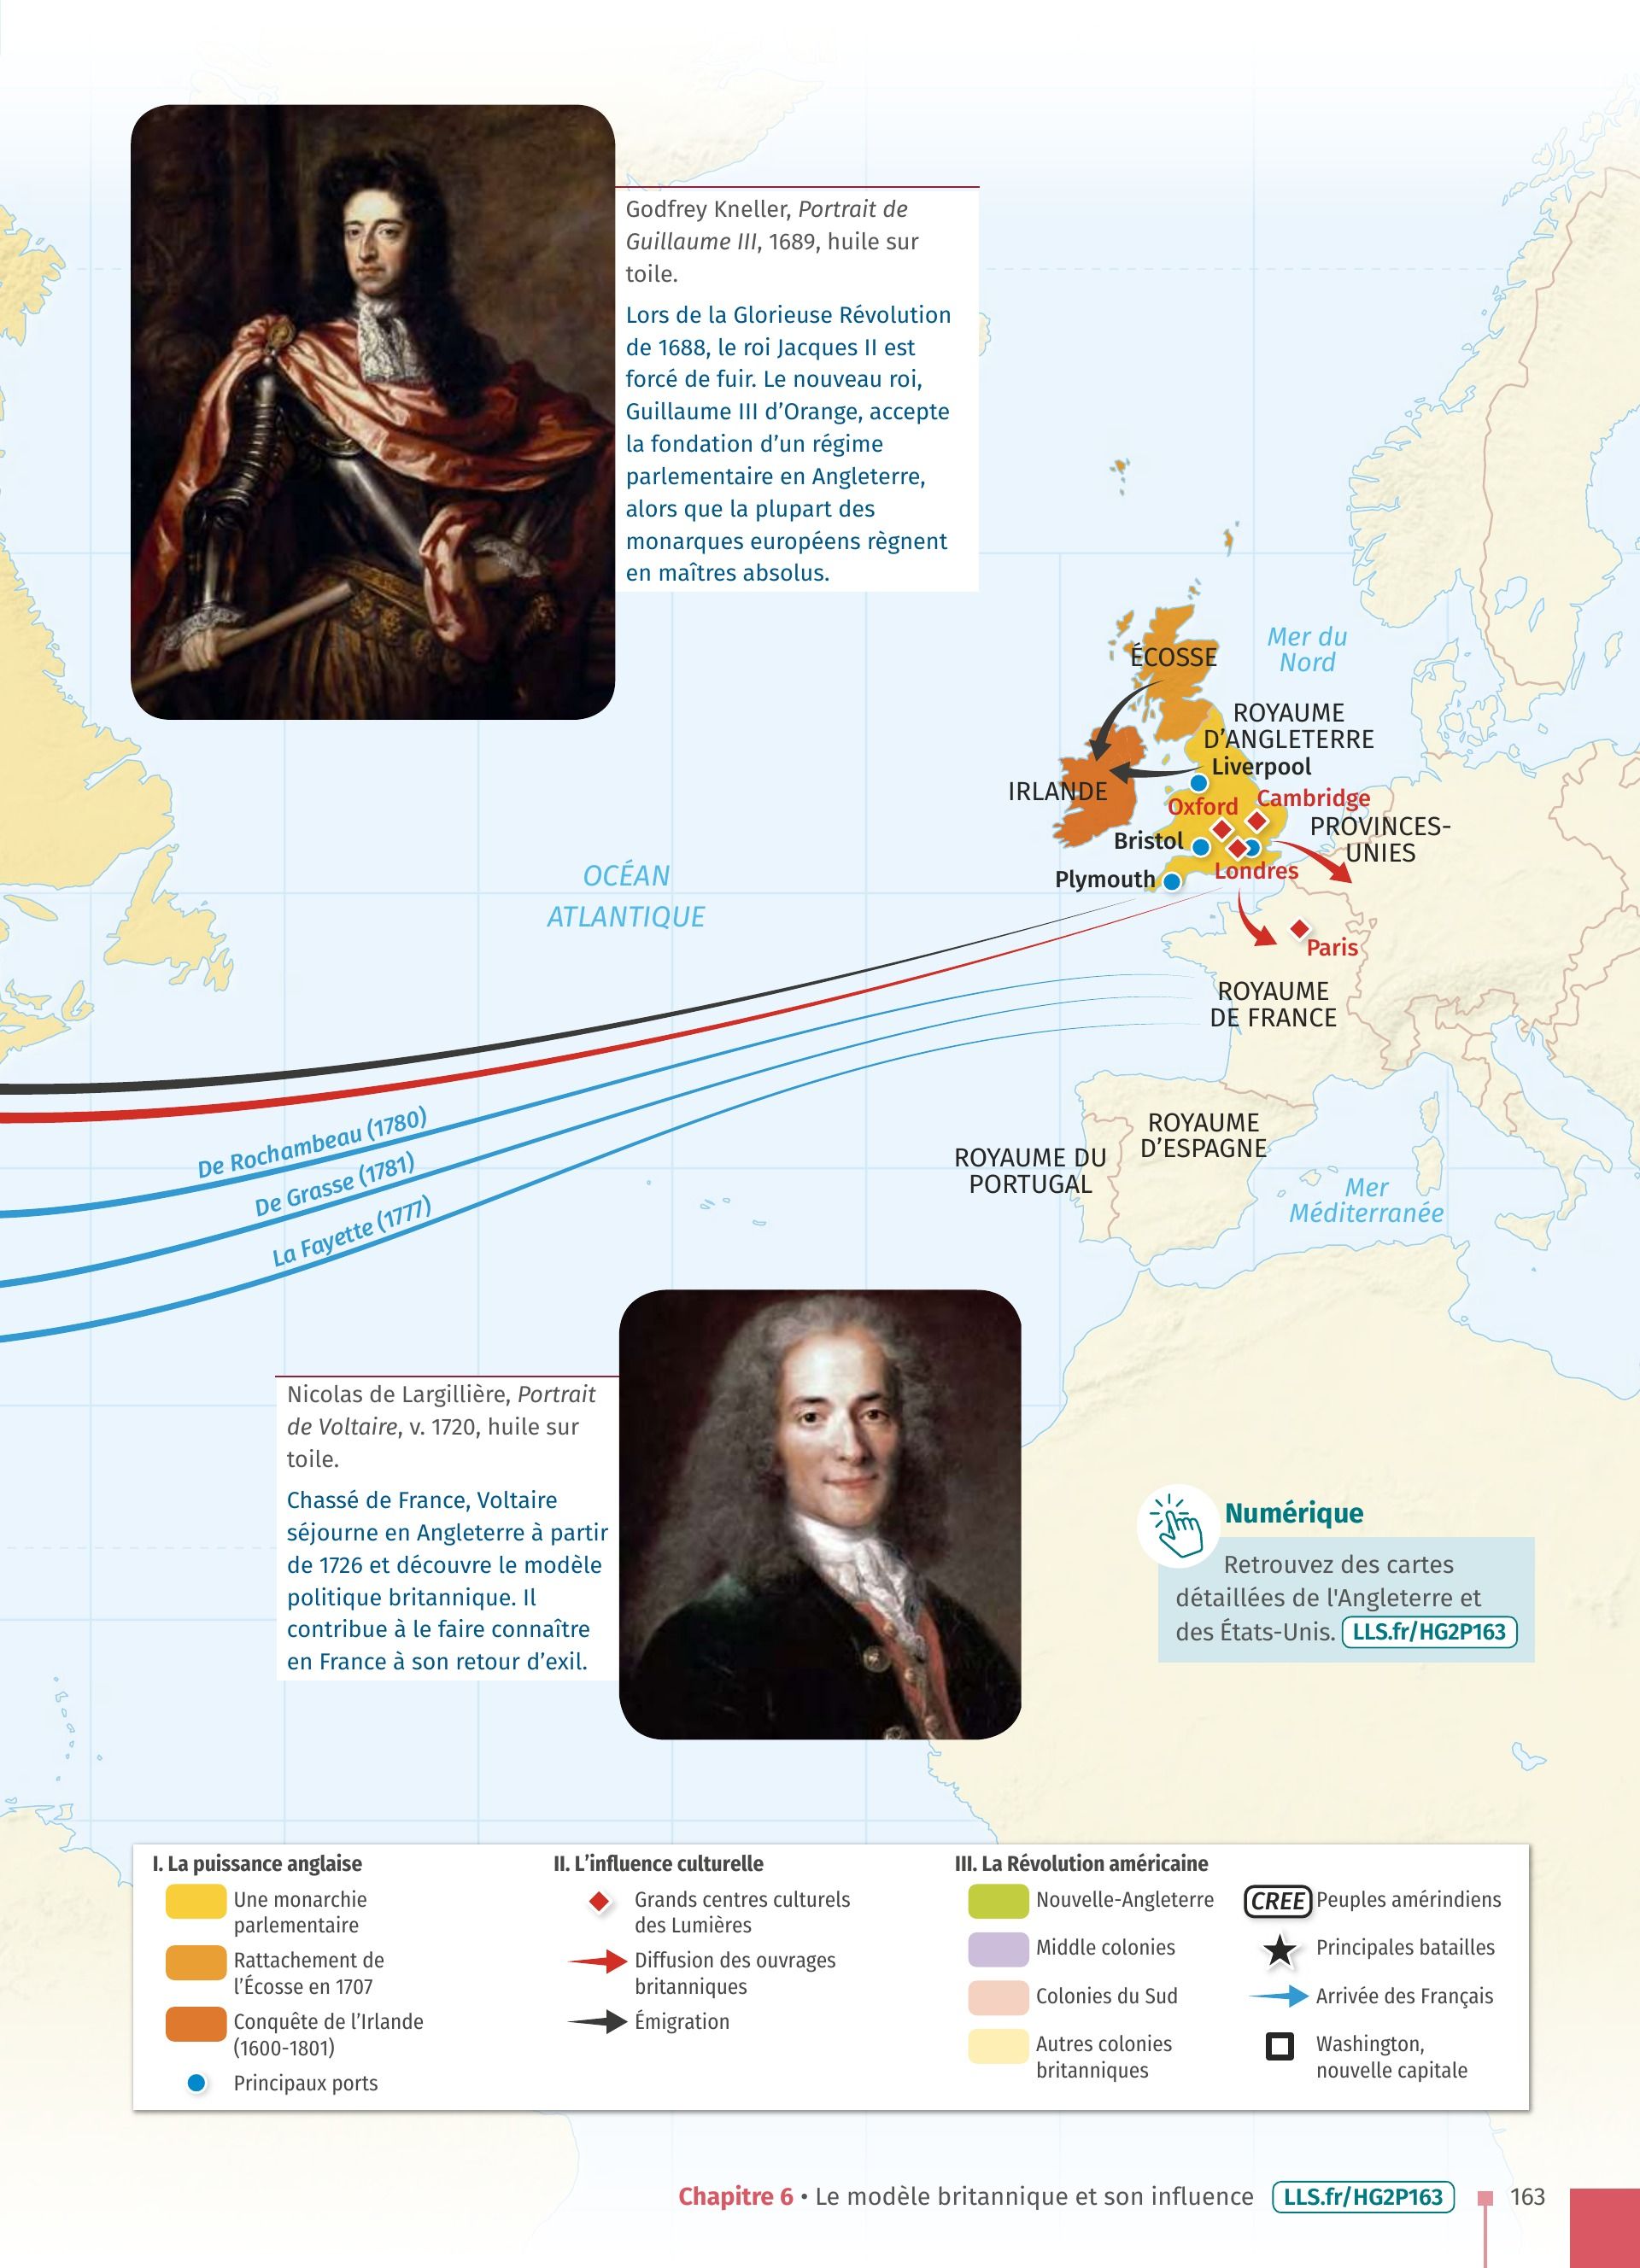 Godfrey Kneller, Portrait de
Guillaume III, 1689, huile sur
toile.
Lors de la Glorieuse Révolution
de 1688, le roi Jacques II est
forcé de fuir. Le nouveau roi,
Guillaume III d’Orange, accepte
la fondation d’un régime
parlementaire en Angleterre,
alors que la plupart des
monarques européens règnent
en maîtres absolus.
ÉCOSSE
Mer du
Nord
ROYAUME
D’ANGLETERRE
Liverpool
IRLANDE
Oxford
Cambridge
PROVINCES-
UNIES
Bristol
Londres
Plymouth
OCÉAN
ATLANTIQUE
Paris
ROYAUME
DE FRANCE
De Rochambeau (1780)
De Grasse (1781)
La Fayette (1777)
ROYAUME
D’ESPAGNE
ROYAUME DU
PORTUGAL
Mer
Méditerranée
Nicolas de Largillière, Portrait
de Voltaire, v. 1720, huile sur
toile.
Chassé de France, Voltaire
séjourne en Angleterre à partir
de 1726 et découvre le modèle
politique britannique. Il
contribue à le faire connaître
en France à son retour d’exil.
Numérique
Retrouvez des cartes
détaillées de l'Angleterre et
des États-Unis. LLS.fr/HG2P163
I. La puissance anglaise
Une monarchie
parlementaire
Rattachement de
l’Écosse en 1707
Conquête de l’Irlande
(1600-1801)
Principaux ports
II. L’influence culturelle
Grands centres culturels
des Lumières
Diffusion des ouvrages
britanniques
Émigration
III. La Révolution américaine
Nouvelle-Angleterre
Middle colonies
Colonies du Sud
Autres colonies
britanniques
CREE Peuples amérindiens
Principales batailles
Arrivée des Français
Washington,
nouvelle capitale
Chapitre 6 • Le modèle britannique et son influence LLS.fr/HG2P163 163